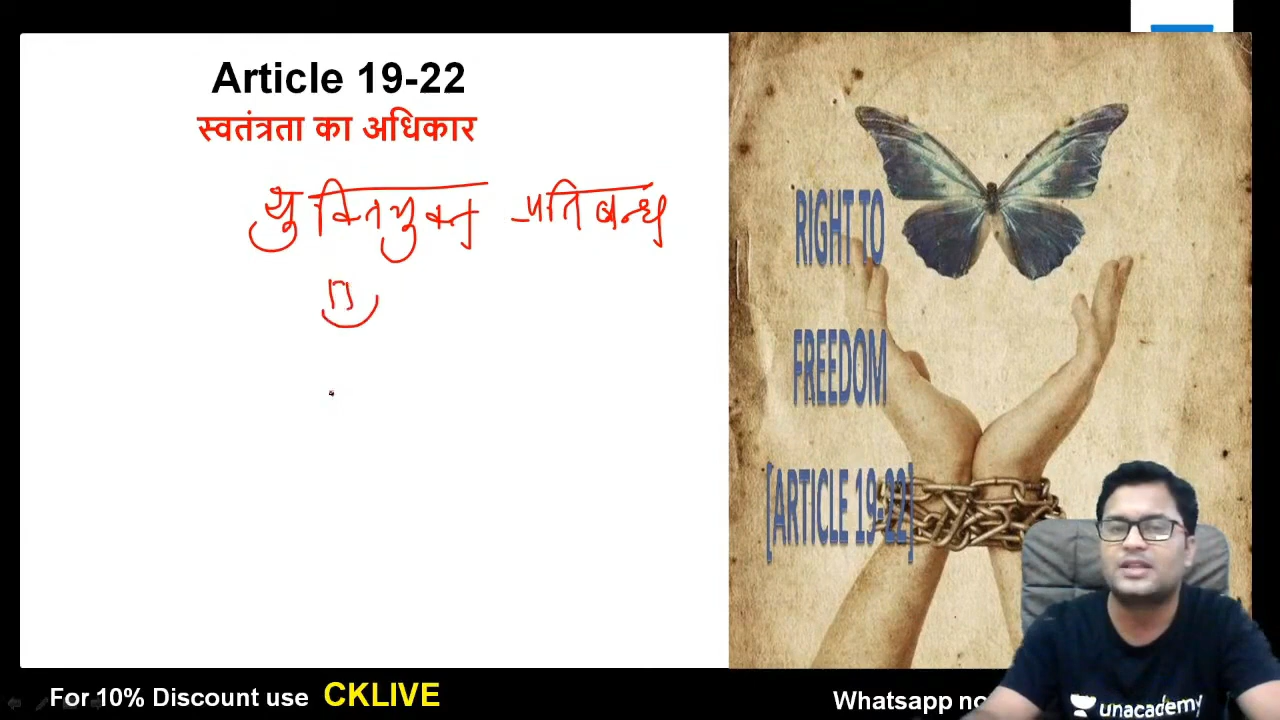 Article 19-22
स्वतंत्रता का अधिकार
युक्तियुक्त प्रतिबन्ध
RIGHT TO
FREEDOM
[ARTICLE 19-22]
unacademy
For 10% Discount use CKLIVE
Whatsapp no